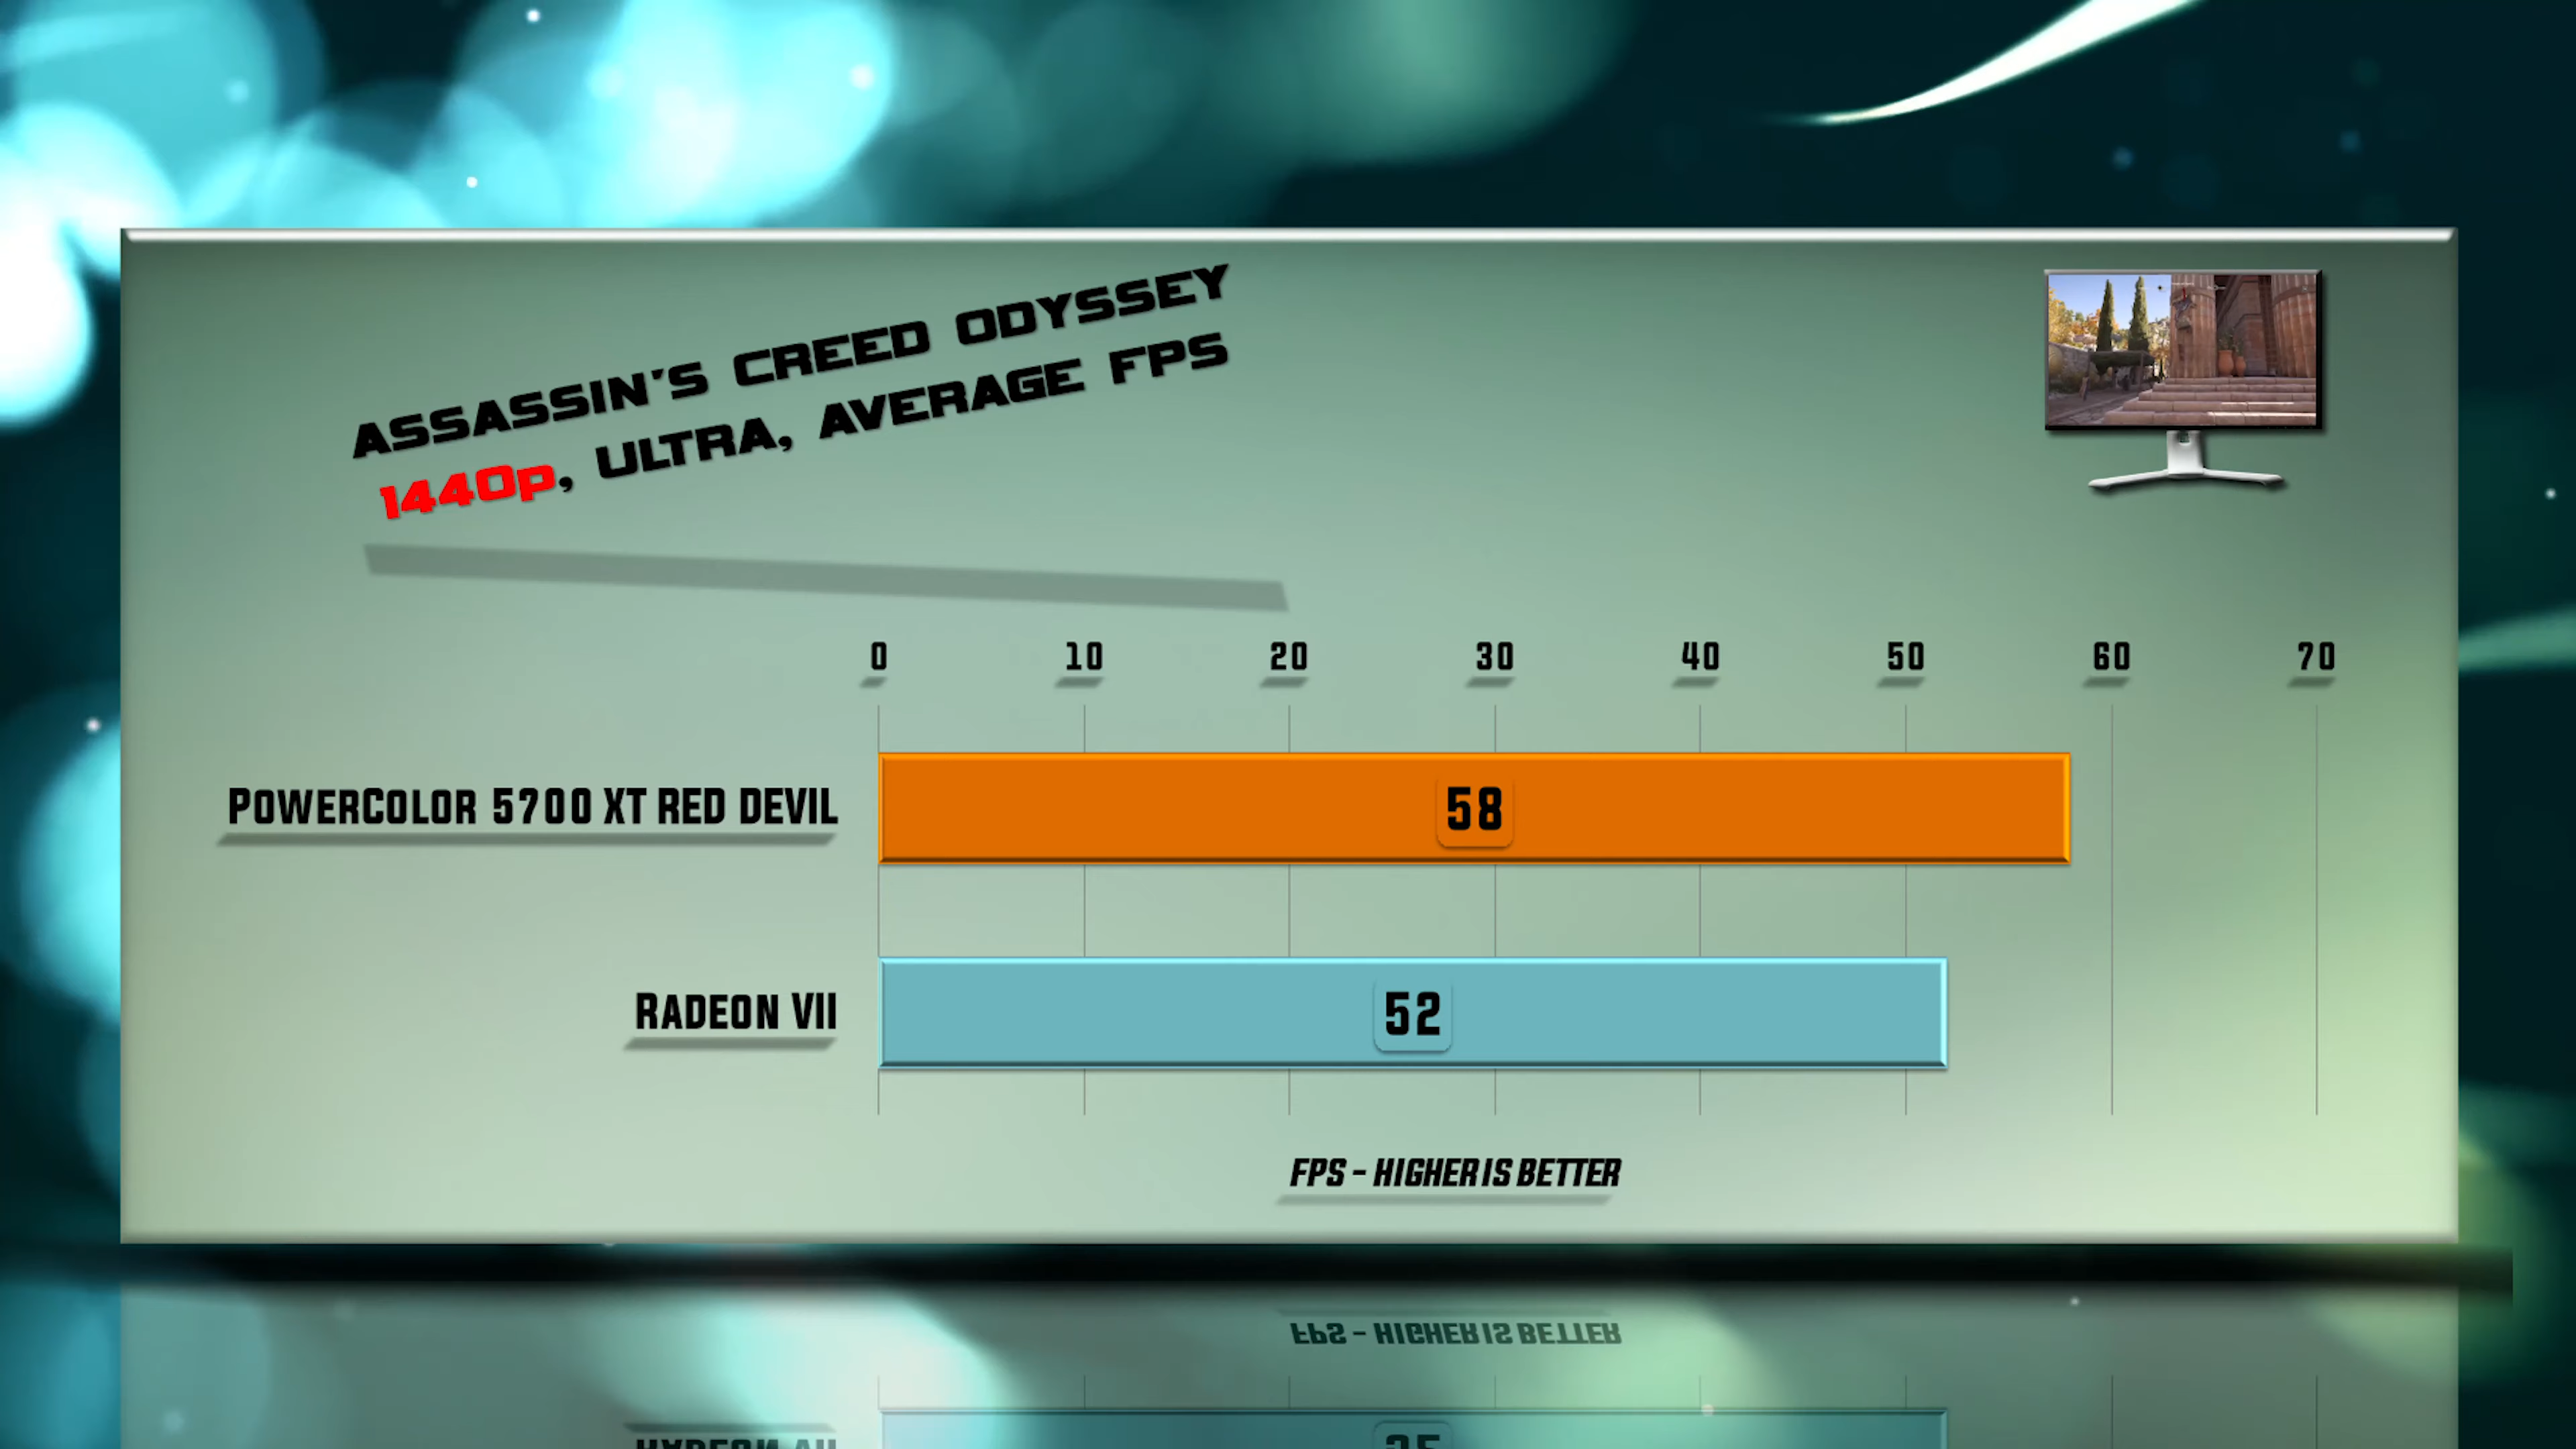 ASSASSIN'S CREED ODYSSEY
1440p, ULTRA, AVERAGE FPS
0 10 20 30 40 50 60 70
POWERCOLOR 5700 XT RED DEVIL 58
RADEON VII 52
FPS - HIGHER IS BETTER